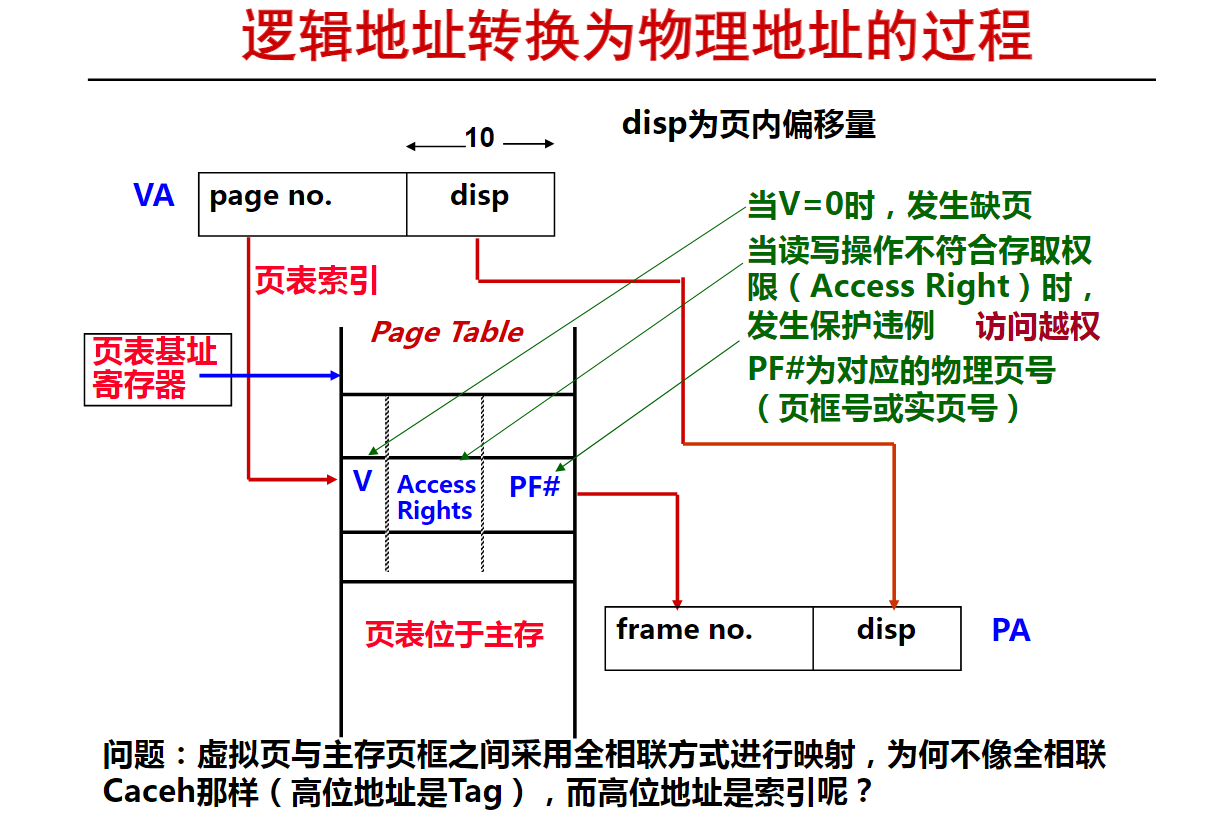 逻辑地址转换为物理地址的过程
disp为页内偏移量
10
VA
page no.
disp
页表索引
当V=0时，发生缺页
当读写操作不符合存取权
限（Access Right）时，
发生保护违例 访问越权
PF#为对应的物理页号
（页框号或实页号）
Page Table
页表基址
寄存器
V
Access
Rights
PF#
页表位于主存
frame no.
disp
PA
问题：虚拟页与主存页框之间采用全相联方式进行映射，为何不像全相联
Caceh那样（高位地址是Tag），而高位地址是索引呢？